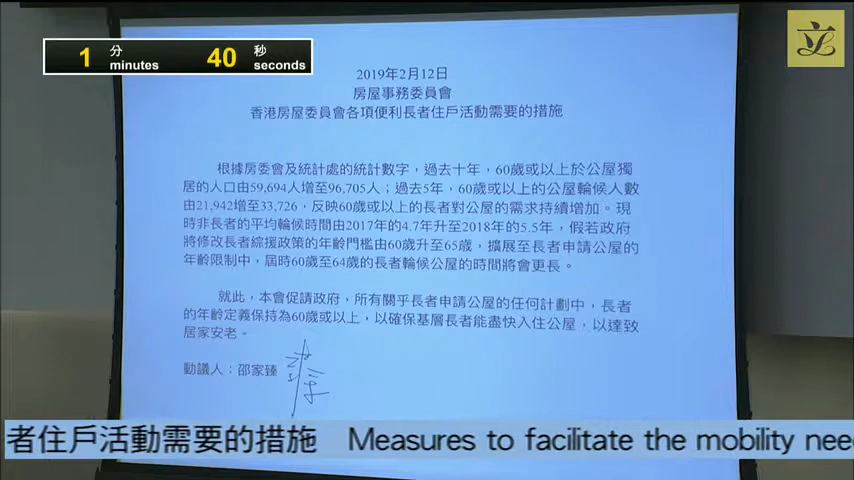 1 分 minutes 40 秒 seconds
2019年2月12日
房屋事務委員會
香港房屋委員會各項便利長者住戶活動需要的措施
根據房委會及統計處的統計數字，過去十年，60歲或以上於公屋獨
居的人口由59,694人增至96,705人；過去5年，60歲或以上的公屋輪候人數
由21,942增至33,726，反映60歲或以上的長者對公屋的需求持續增加。現
時非長者的平均輪候時間由2017年的4.7年升至2018年的5.5年，假若政府
將修改長者綜援政策的年齡門檻由60歲升至65歲，擴展至長者申請公屋的
年齡限制中，屆時60歲至64歲的長者輪候公屋的時間將會更長。
就此，本會促請政府，所有關乎長者申請公屋的任何計劃中，長者
的年齡定義保持為60歲或以上，以確保基層長者能盡快入住公屋，以達致
居家安老。
動議人：邵家臻
者住戶活動需要的措施 Measures to facilitate the mobility nee